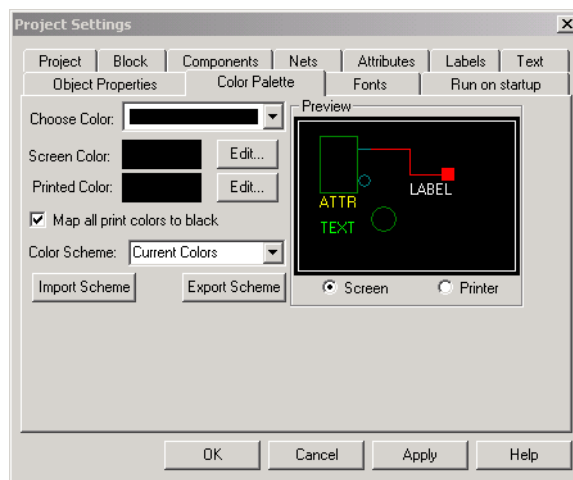 Project Settings
Project Block Components Nets Attributes Labels Text
Object Properties Color Palette Fonts Run on startup
Choose Color:
Screen Color: Edit...
Printed Color: Edit...
Map all print colors to black
Color Scheme: Current Colors
Import Scheme Export Scheme
Preview
ATTR
LABEL
TEXT
Screen Printer
OK Cancel Apply Help